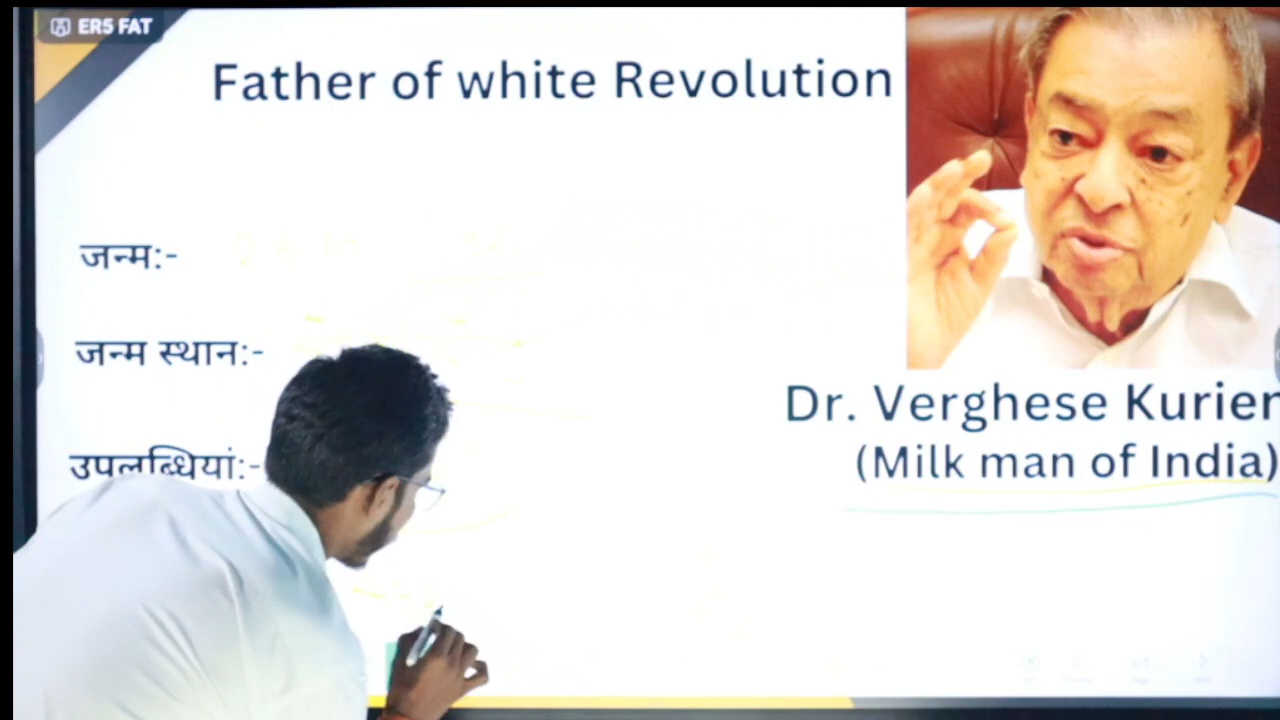 ER5 FAT
Father of white Revolution
जन्म:-
जन्म स्थान:-
उपलब्धियां:-
Dr. Verghese Kurien
(Milk man of India)